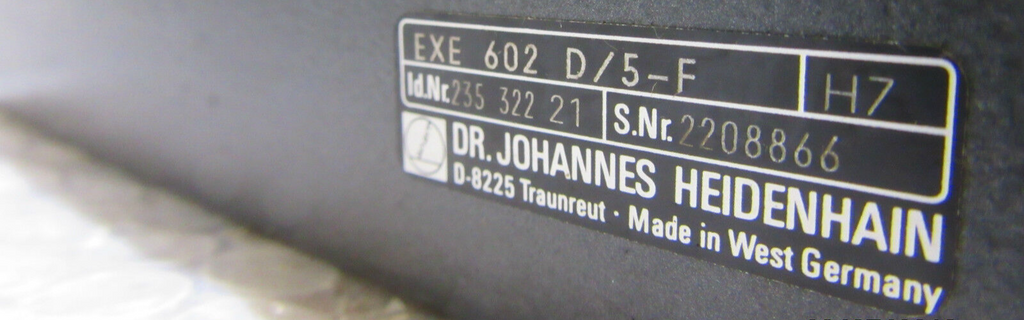 EXE 602 D/5-F H7
Id.Nr. 235 322 21 S.Nr. 2208866
DR. JOHANNES HEIDENHAIN
D-8225 Traunreut · Made in West Germany